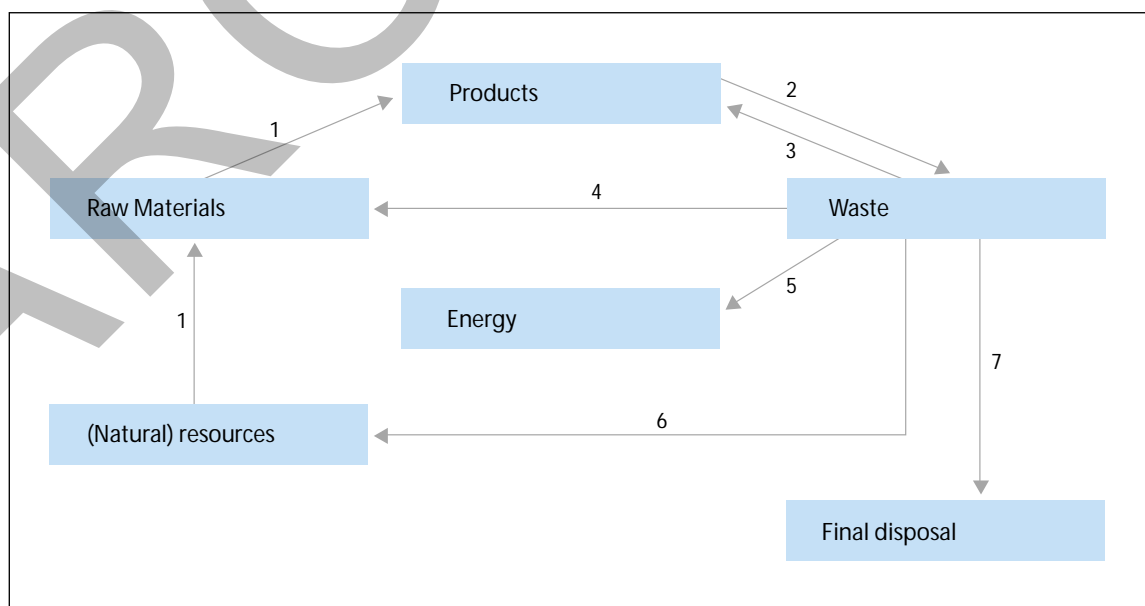 Products
2
1
3
Raw Materials
4
Waste
5
Energy
1
7
(Natural) resources
6
Final disposal